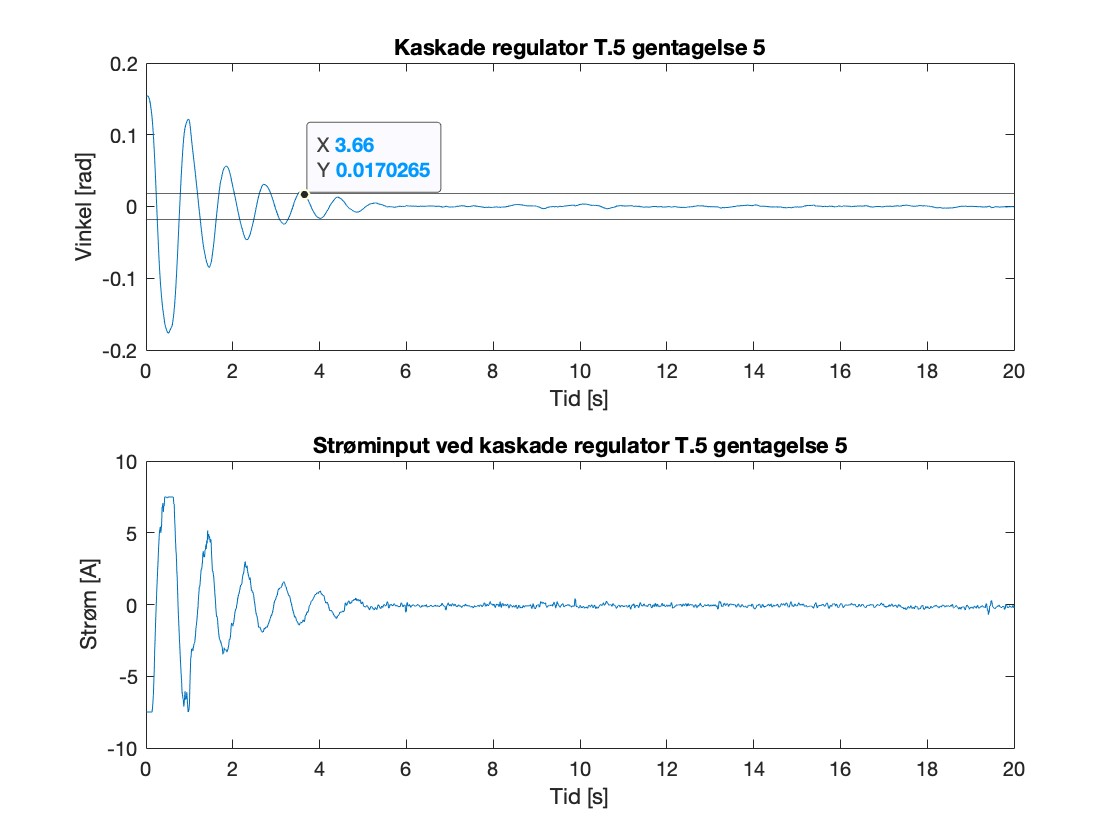 Kaskade regulator T.5 gentagelse 5
0.2
0.1
0
-0.1
-0.2
Vinkel [rad]
X 3.66
Y 0.0170265
0 2 4 6 8 10 12 14 16 18 20
Tid [s]
Strøminput ved kaskade regulator T.5 gentagelse 5
10
5
0
-5
-10
Strøm [A]
0 2 4 6 8 10 12 14 16 18 20
Tid [s]